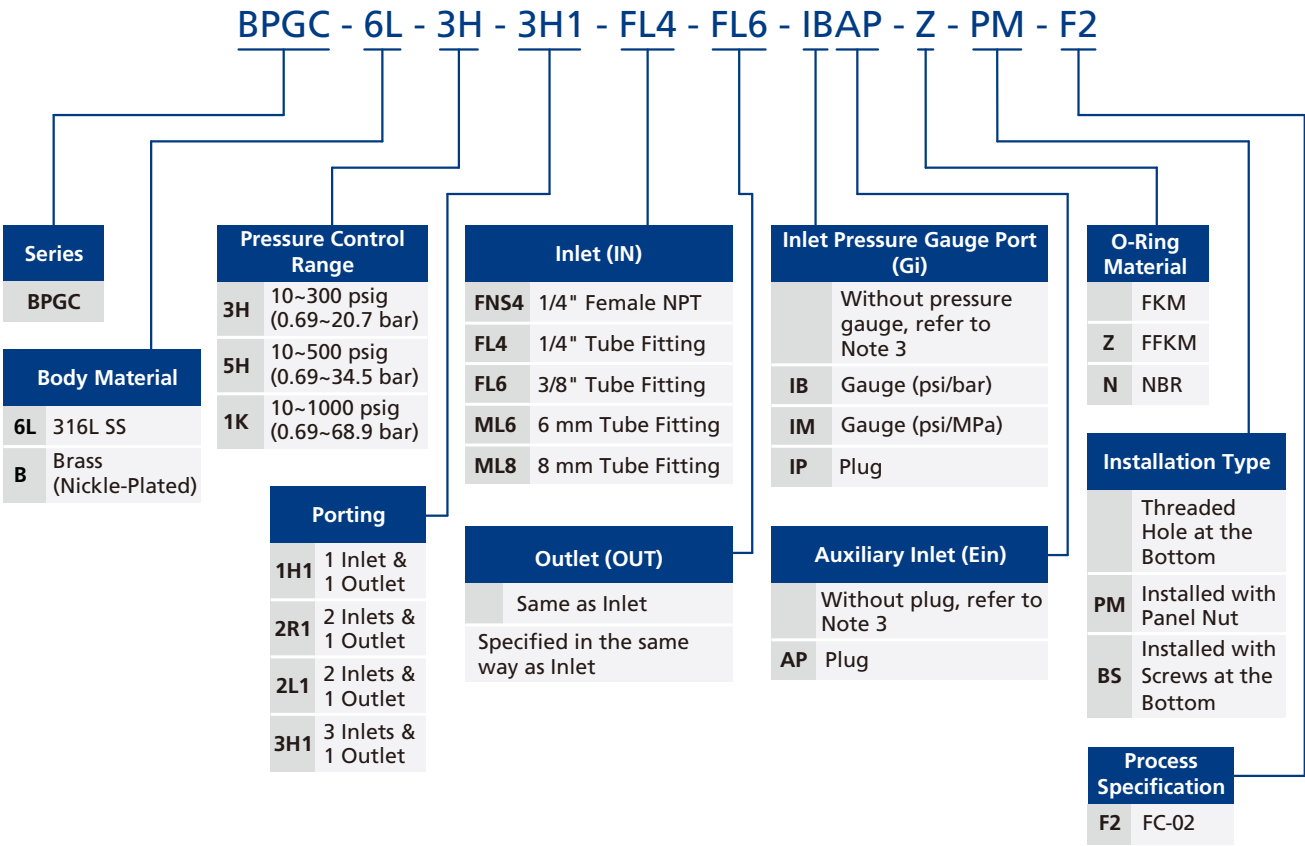 BPGC - 6L - 3H - 3H1 - FL4 - FL6 - IBAP - Z - PM - F2
Series
BPGC
Body Material
6L 316L SS
B Brass
(Nickle-Plated)
Pressure Control
Range
3H 10~300 psig
(0.69~20.7 bar)
5H 10~500 psig
(0.69~34.5 bar)
1K 10~1000 psig
(0.69~68.9 bar)
Porting
1H1 1 Inlet &
1 Outlet
2R1 2 Inlets &
1 Outlet
2L1 2 Inlets &
1 Outlet
3H1 3 Inlets &
1 Outlet
Inlet (IN)
FNS4 1/4" Female NPT
FL4 1/4" Tube Fitting
FL6 3/8" Tube Fitting
ML6 6 mm Tube Fitting
ML8 8 mm Tube Fitting
Outlet (OUT)
Same as Inlet
Specified in the same
way as Inlet
Inlet Pressure Gauge Port
(Gi)
Without pressure
gauge, refer to
Note 3
IB Gauge (psi/bar)
IM Gauge (psi/MPa)
IP Plug
Auxiliary Inlet (Ein)
Without plug, refer to
Note 3
AP Plug
O-Ring
Material
FKM
Z FFKM
N NBR
Installation Type
Threaded
Hole at the
Bottom
PM Installed with
Panel Nut
BS Installed with
Screws at the
Bottom
Process
Specification
F2 FC-02